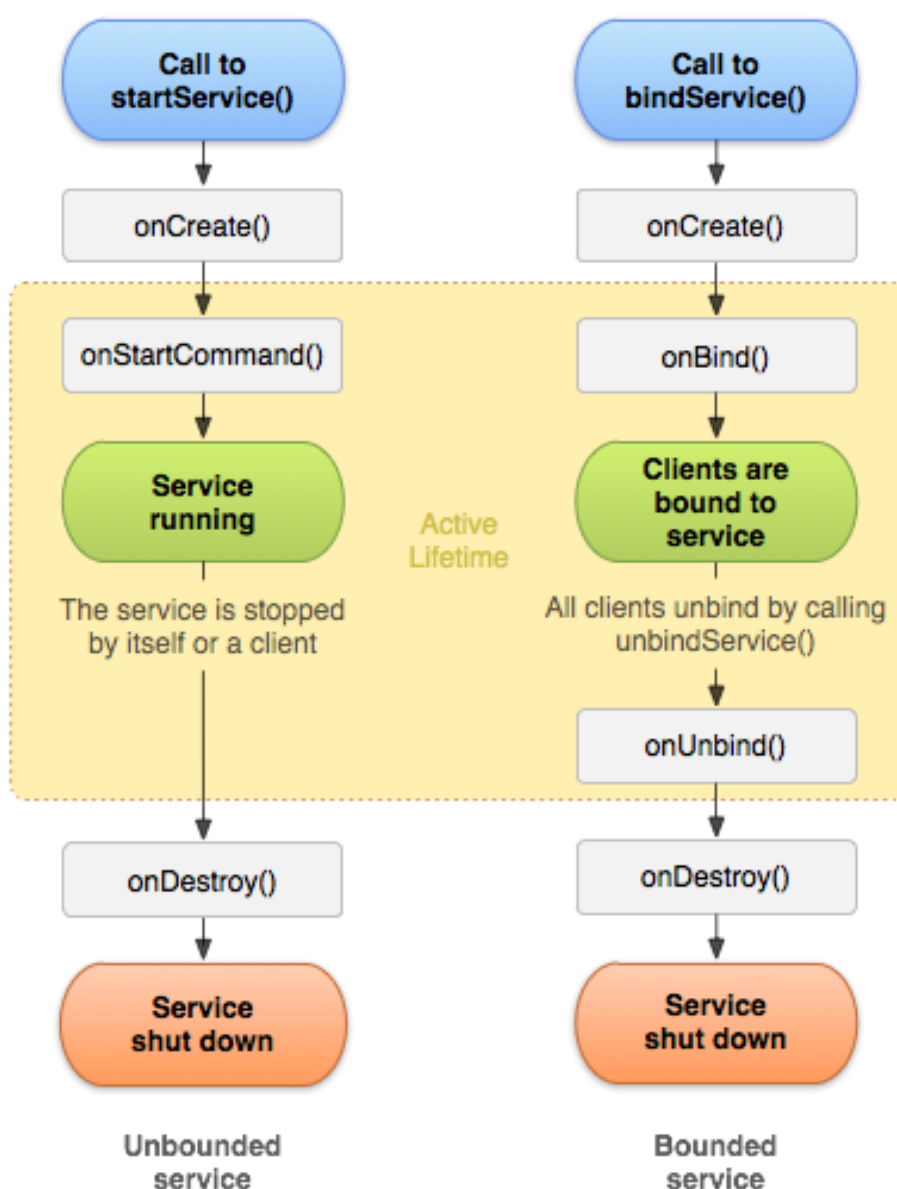 Call to
startService()
onCreate()
onStartCommand()
Service
running
The service is stopped
by itself or a client
onDestroy()
Service
shut down
Unbounded
service
Active
Lifetime
Call to
bindService()
onCreate()
onBind()
Clients are
bound to
service
All clients unbind by calling
unbindService()
onUnbind()
onDestroy()
Service
shut down
Bounded
service